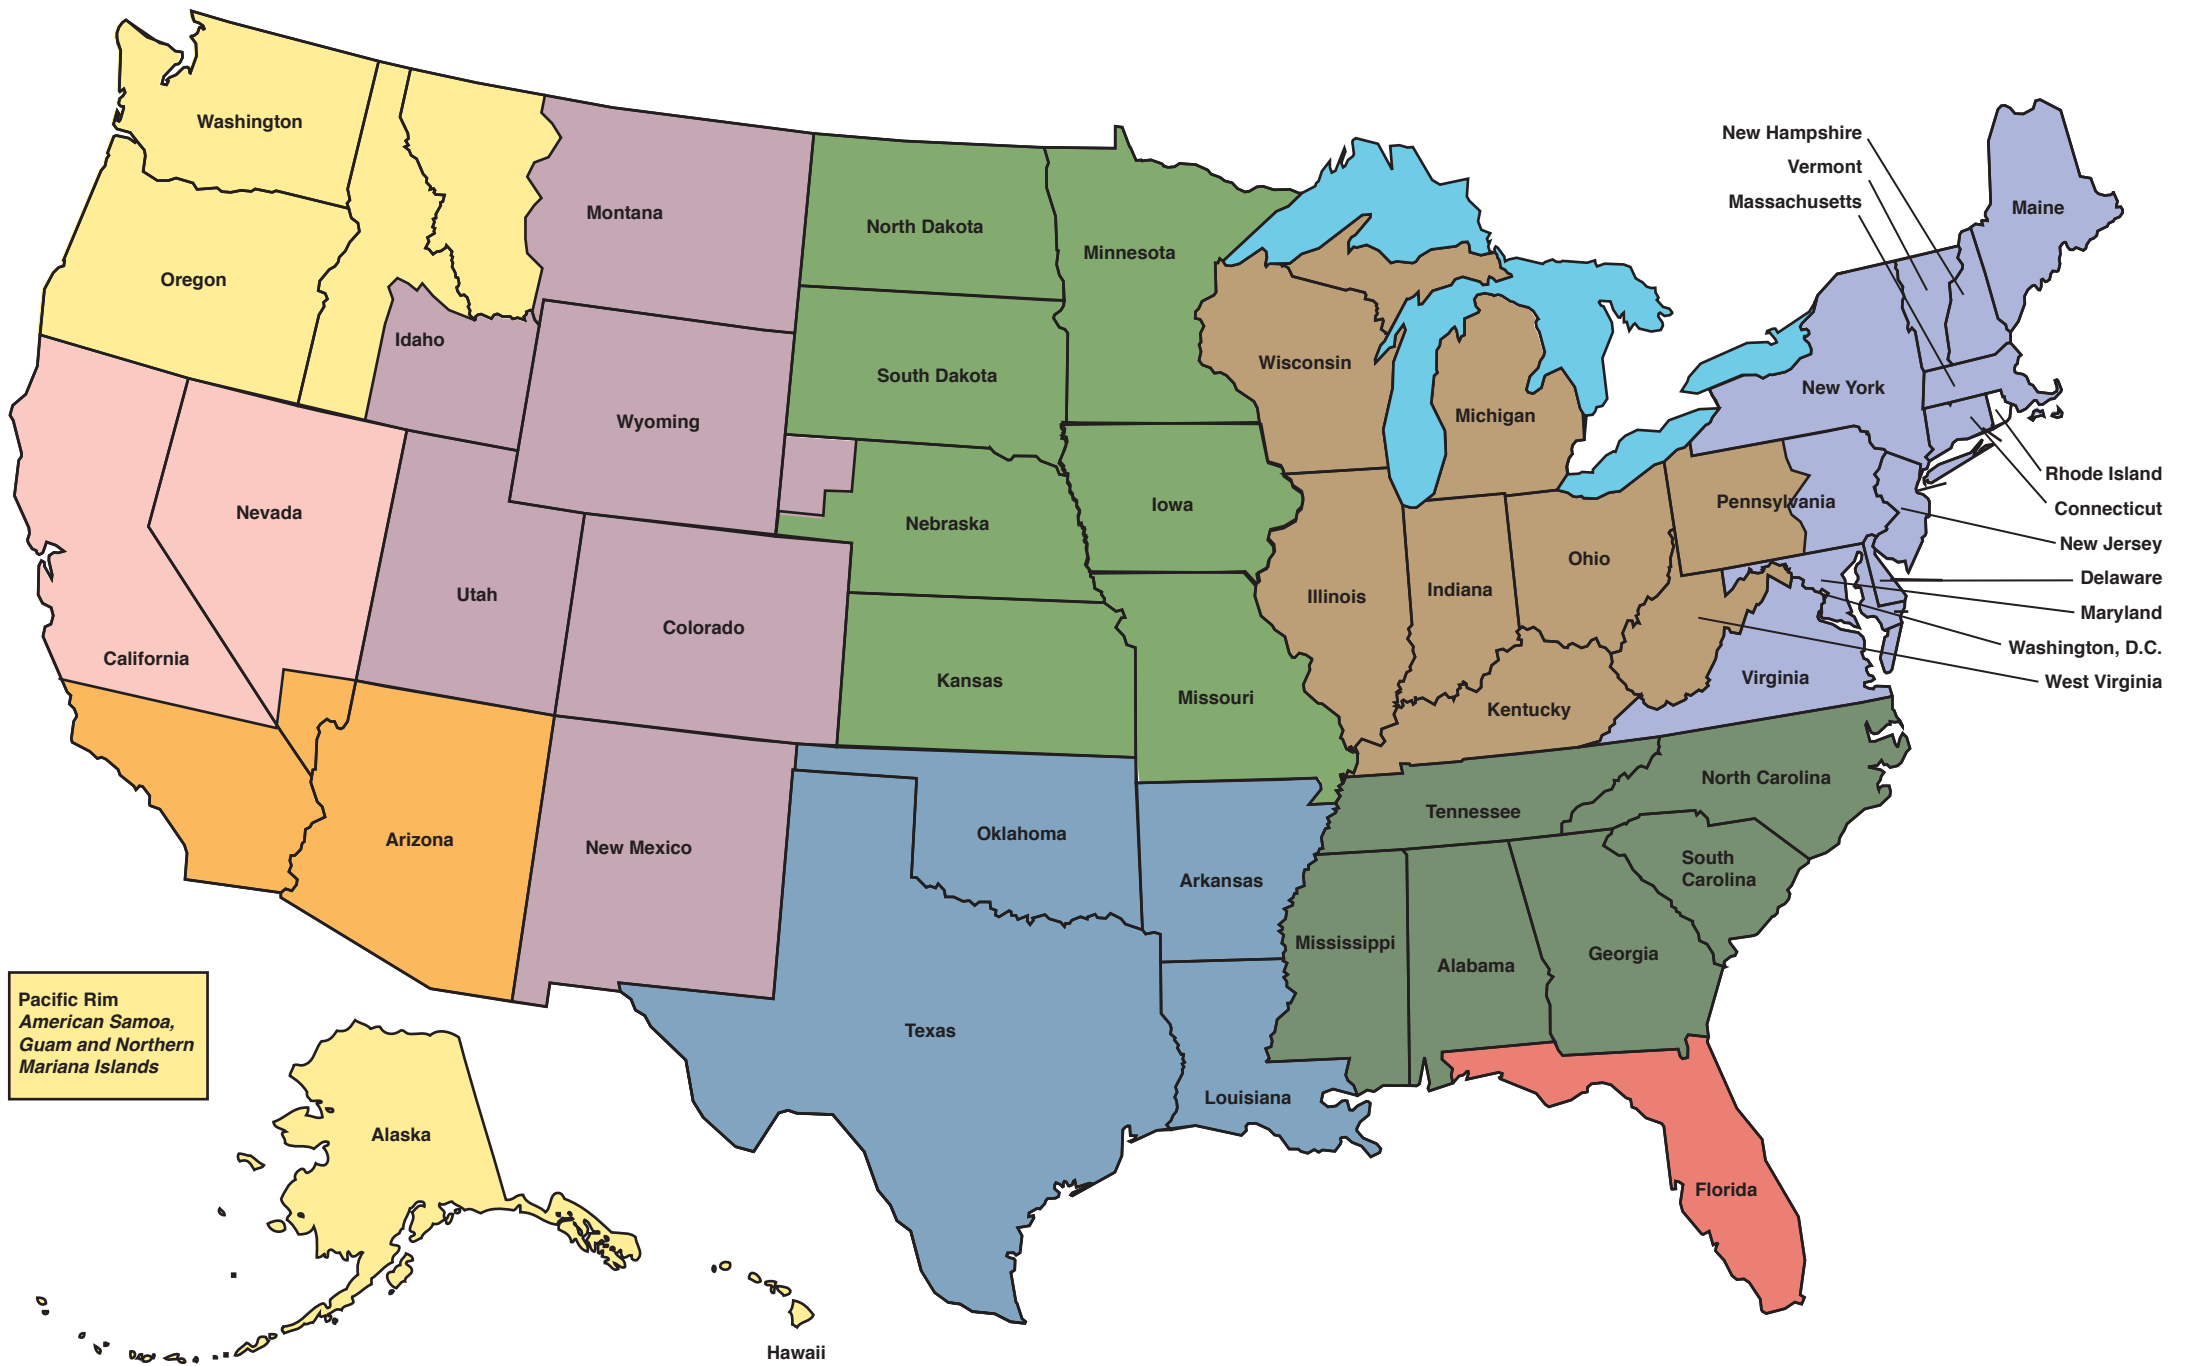 Washington
Oregon
Montana
Idaho
Wyoming
Nevada
Utah
Colorado
California
Arizona
New Mexico
North Dakota
South Dakota
Minnesota
Nebraska
Iowa
Kansas
Missouri
Wisconsin
Michigan
Illinois
Indiana
Ohio
Kentucky
Pennsylvania
New York
Maine
New Hampshire
Vermont
Massachusetts
Rhode Island
Connecticut
New Jersey
Delaware
Maryland
Washington, D.C.
West Virginia
Virginia
North Carolina
Tennessee
South
Carolina
Oklahoma
Arkansas
Texas
Louisiana
Mississippi
Alabama
Georgia
Florida
Pacific Rim
American Samoa,
Guam and Northern
Mariana Islands
Alaska
Hawaii